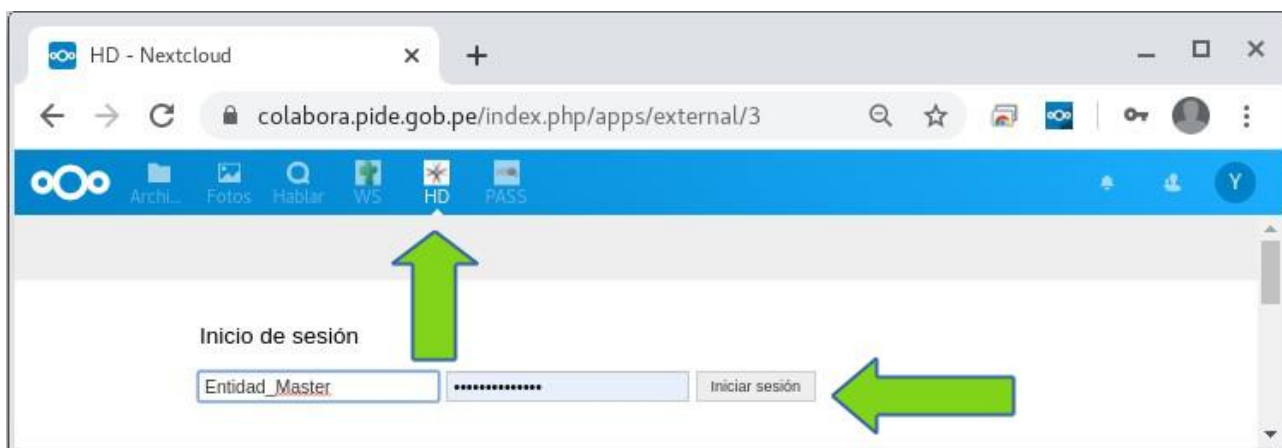 HD - Nextcloud
colabora.pide.gob.pe/index.php/apps/external/3
Archi... Fotos Hablar WS HD PASS Y
Inicio de sesión
Entidad_Master •••••••••••••• Iniciar sesión